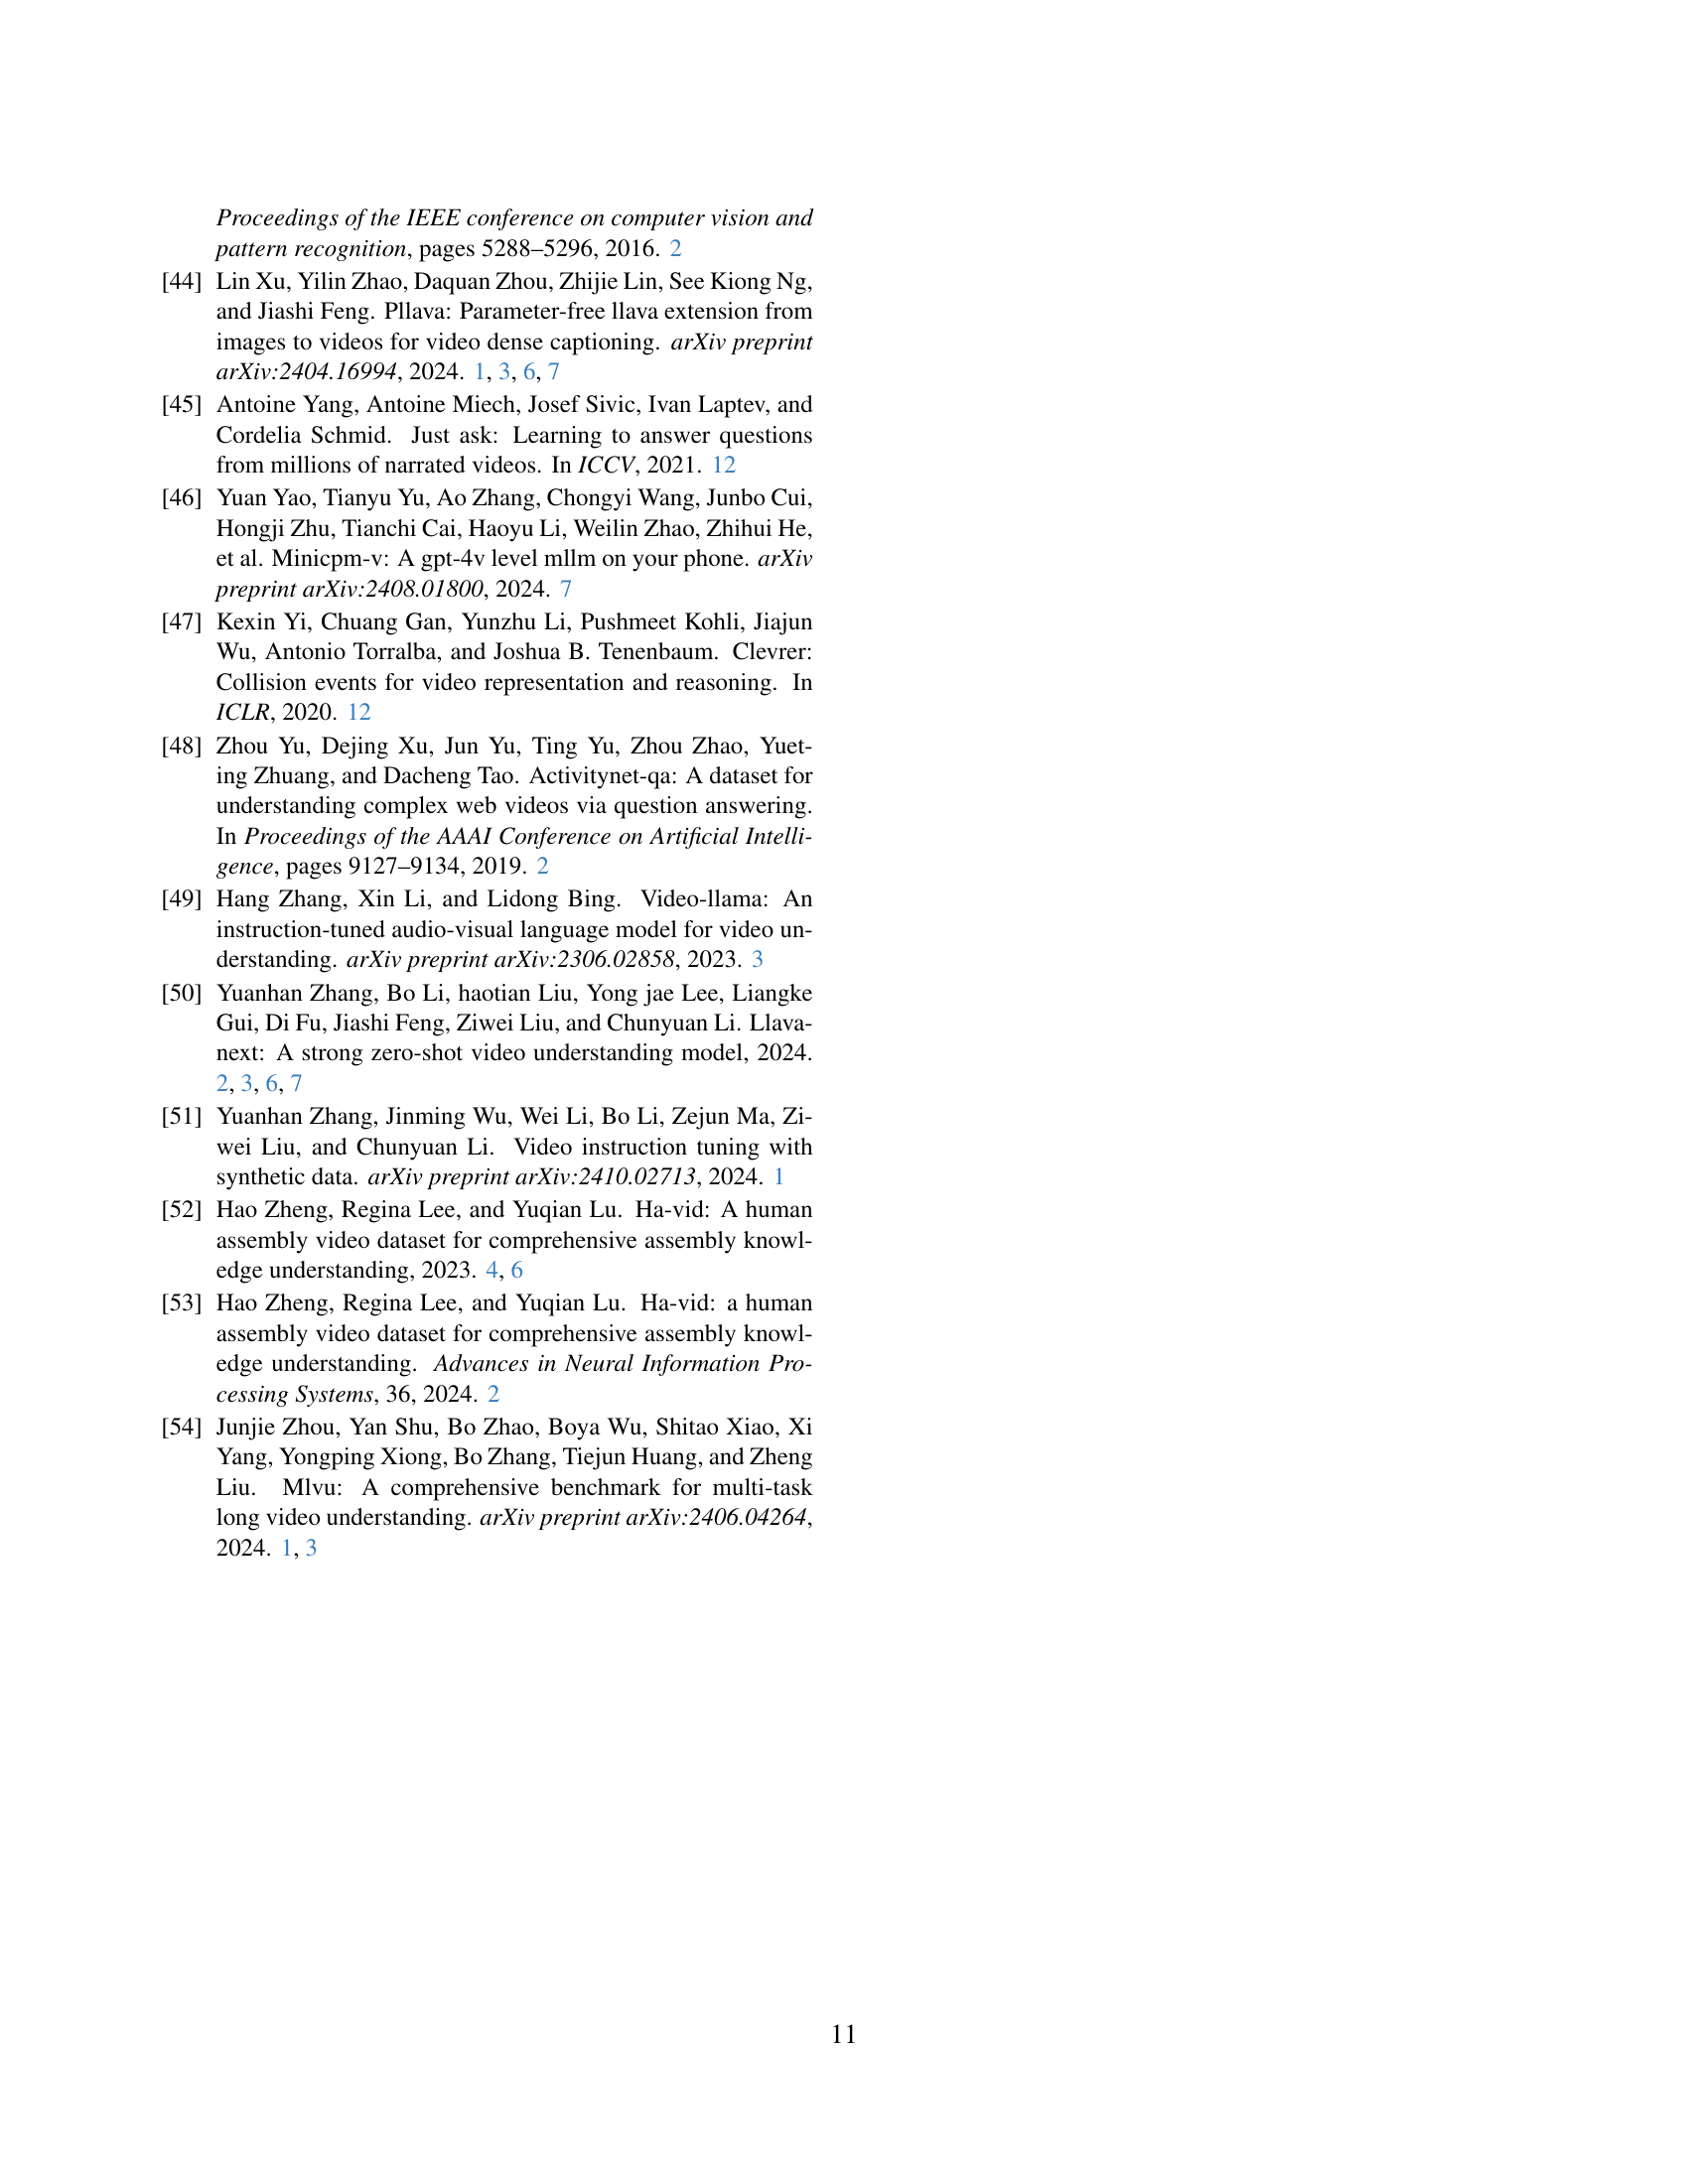 Proceedings of the IEEE conference on computer vision and
pattern recognition, pages 5288–5296, 2016. 2
[44] Lin Xu, Yilin Zhao, Daquan Zhou, Zhijie Lin, See Kiong Ng,
and Jiashi Feng. Pllava: Parameter-free llava extension from
images to videos for video dense captioning. arXiv preprint
arXiv:2404.16994, 2024. 1, 3, 6, 7
[45] Antoine Yang, Antoine Miech, Josef Sivic, Ivan Laptev, and
Cordelia Schmid. Just ask: Learning to answer questions
from millions of narrated videos. In ICCV, 2021. 12
[46] Yuan Yao, Tianyu Yu, Ao Zhang, Chongyi Wang, Junbo Cui,
Hongji Zhu, Tianchi Cai, Haoyu Li, Weilin Zhao, Zhihui He,
et al. Minicpm-v: A gpt-4v level mllm on your phone. arXiv
preprint arXiv:2408.01800, 2024. 7
[47] Kexin Yi, Chuang Gan, Yunzhu Li, Pushmeet Kohli, Jiajun
Wu, Antonio Torralba, and Joshua B. Tenenbaum. Clevrer:
Collision events for video representation and reasoning. In
ICLR, 2020. 12
[48] Zhou Yu, Dejing Xu, Jun Yu, Ting Yu, Zhou Zhao, Yuet-
ing Zhuang, and Dacheng Tao. Activitynet-qa: A dataset for
understanding complex web videos via question answering.
In Proceedings of the AAAI Conference on Artificial Intelli-
gence, pages 9127–9134, 2019. 2
[49] Hang Zhang, Xin Li, and Lidong Bing. Video-llama: An
instruction-tuned audio-visual language model for video un-
derstanding. arXiv preprint arXiv:2306.02858, 2023. 3
[50] Yuanhan Zhang, Bo Li, haotian Liu, Yong jae Lee, Liangke
Gui, Di Fu, Jiashi Feng, Ziwei Liu, and Chunyuan Li. Llava-
next: A strong zero-shot video understanding model, 2024.
2, 3, 6, 7
[51] Yuanhan Zhang, Jinming Wu, Wei Li, Bo Li, Zejun Ma, Zi-
wei Liu, and Chunyuan Li. Video instruction tuning with
synthetic data. arXiv preprint arXiv:2410.02713, 2024. 1
[52] Hao Zheng, Regina Lee, and Yuqian Lu. Ha-vid: A human
assembly video dataset for comprehensive assembly knowl-
edge understanding, 2023. 4, 6
[53] Hao Zheng, Regina Lee, and Yuqian Lu. Ha-vid: a human
assembly video dataset for comprehensive assembly knowl-
edge understanding. Advances in Neural Information Pro-
cessing Systems, 36, 2024. 2
[54] Junjie Zhou, Yan Shu, Bo Zhao, Boya Wu, Shitao Xiao, Xi
Yang, Yongping Xiong, Bo Zhang, Tiejun Huang, and Zheng
Liu. Mlvu: A comprehensive benchmark for multi-task
long video understanding. arXiv preprint arXiv:2406.04264,
2024. 1, 3
11